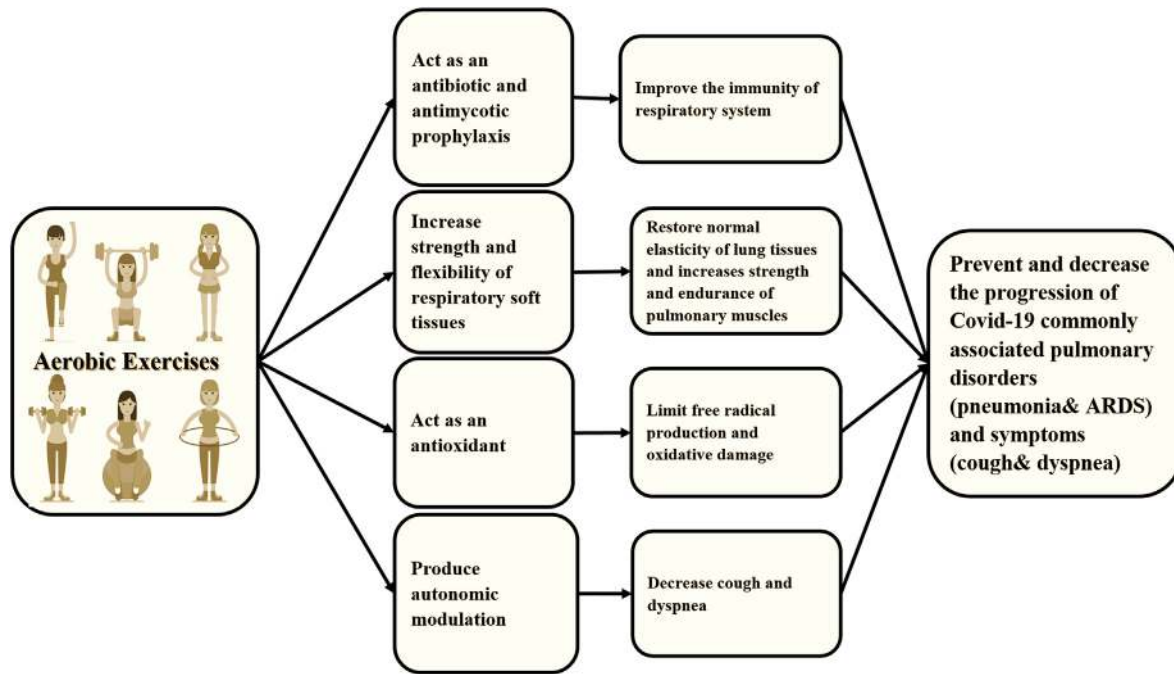 Aerobic Exercises
Act as an
antibiotic and
antimycotic
prophylaxis
Improve the immunity of
respiratory system
Increase
strength and
flexibility of
respiratory soft
tissues
Restore normal
elasticity of lung tissues
and increases strength
and endurance of
pulmonary muscles
Act as an
antioxidant
Limit free radical
production and
oxidative damage
Produce
autonomic
modulation
Decrease cough and
dyspnea
Prevent and decrease
the progression of
Covid-19 commonly
associated pulmonary
disorders
(pneumonia& ARDS)
and symptoms
(cough& dyspnea)